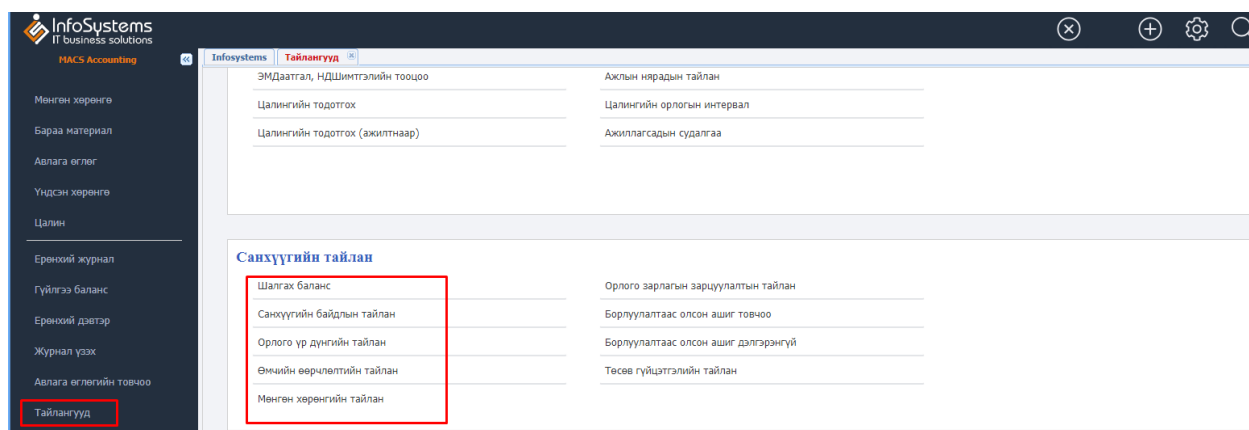 InfoSystems
IT business solutions
MACS Accounting
Infosystems
Тайлангууд
Мөнгөн хөрөнгө
Бараа материал
Авлага өглөг
Үндсэн хөрөнгө
Цалин
Ерөнхий журнал
Гүйлгээ баланс
Ерөнхий дэвтэр
Журнал үзэх
Авлага өглөгийн товчоо
Тайлангууд
ЭМДаатгал, НДШимтгэлийн тооцоо
Ажлын нярадын тайлан
Цалингийн тодотгох
Цалингийн орлогын интервал
Цалингийн тодотгох (ажилтнаар)
Ажиллагсадын судалгаа
Санхүүгийн тайлан
Шалгах баланс
Орлого зарлагын зарцуулалтын тайлан
Санхүүгийн байдлын тайлан
Борлуулалтаас олсон ашиг товчоо
Орлого үр дүнгийн тайлан
Борлуулалтаас олсон ашиг дэлгэрэнгүй
Өмчийн өөрчлөлтийн тайлан
Төсөв гүйцэтгэлийн тайлан
Мөнгөн хөрөнгийн тайлан